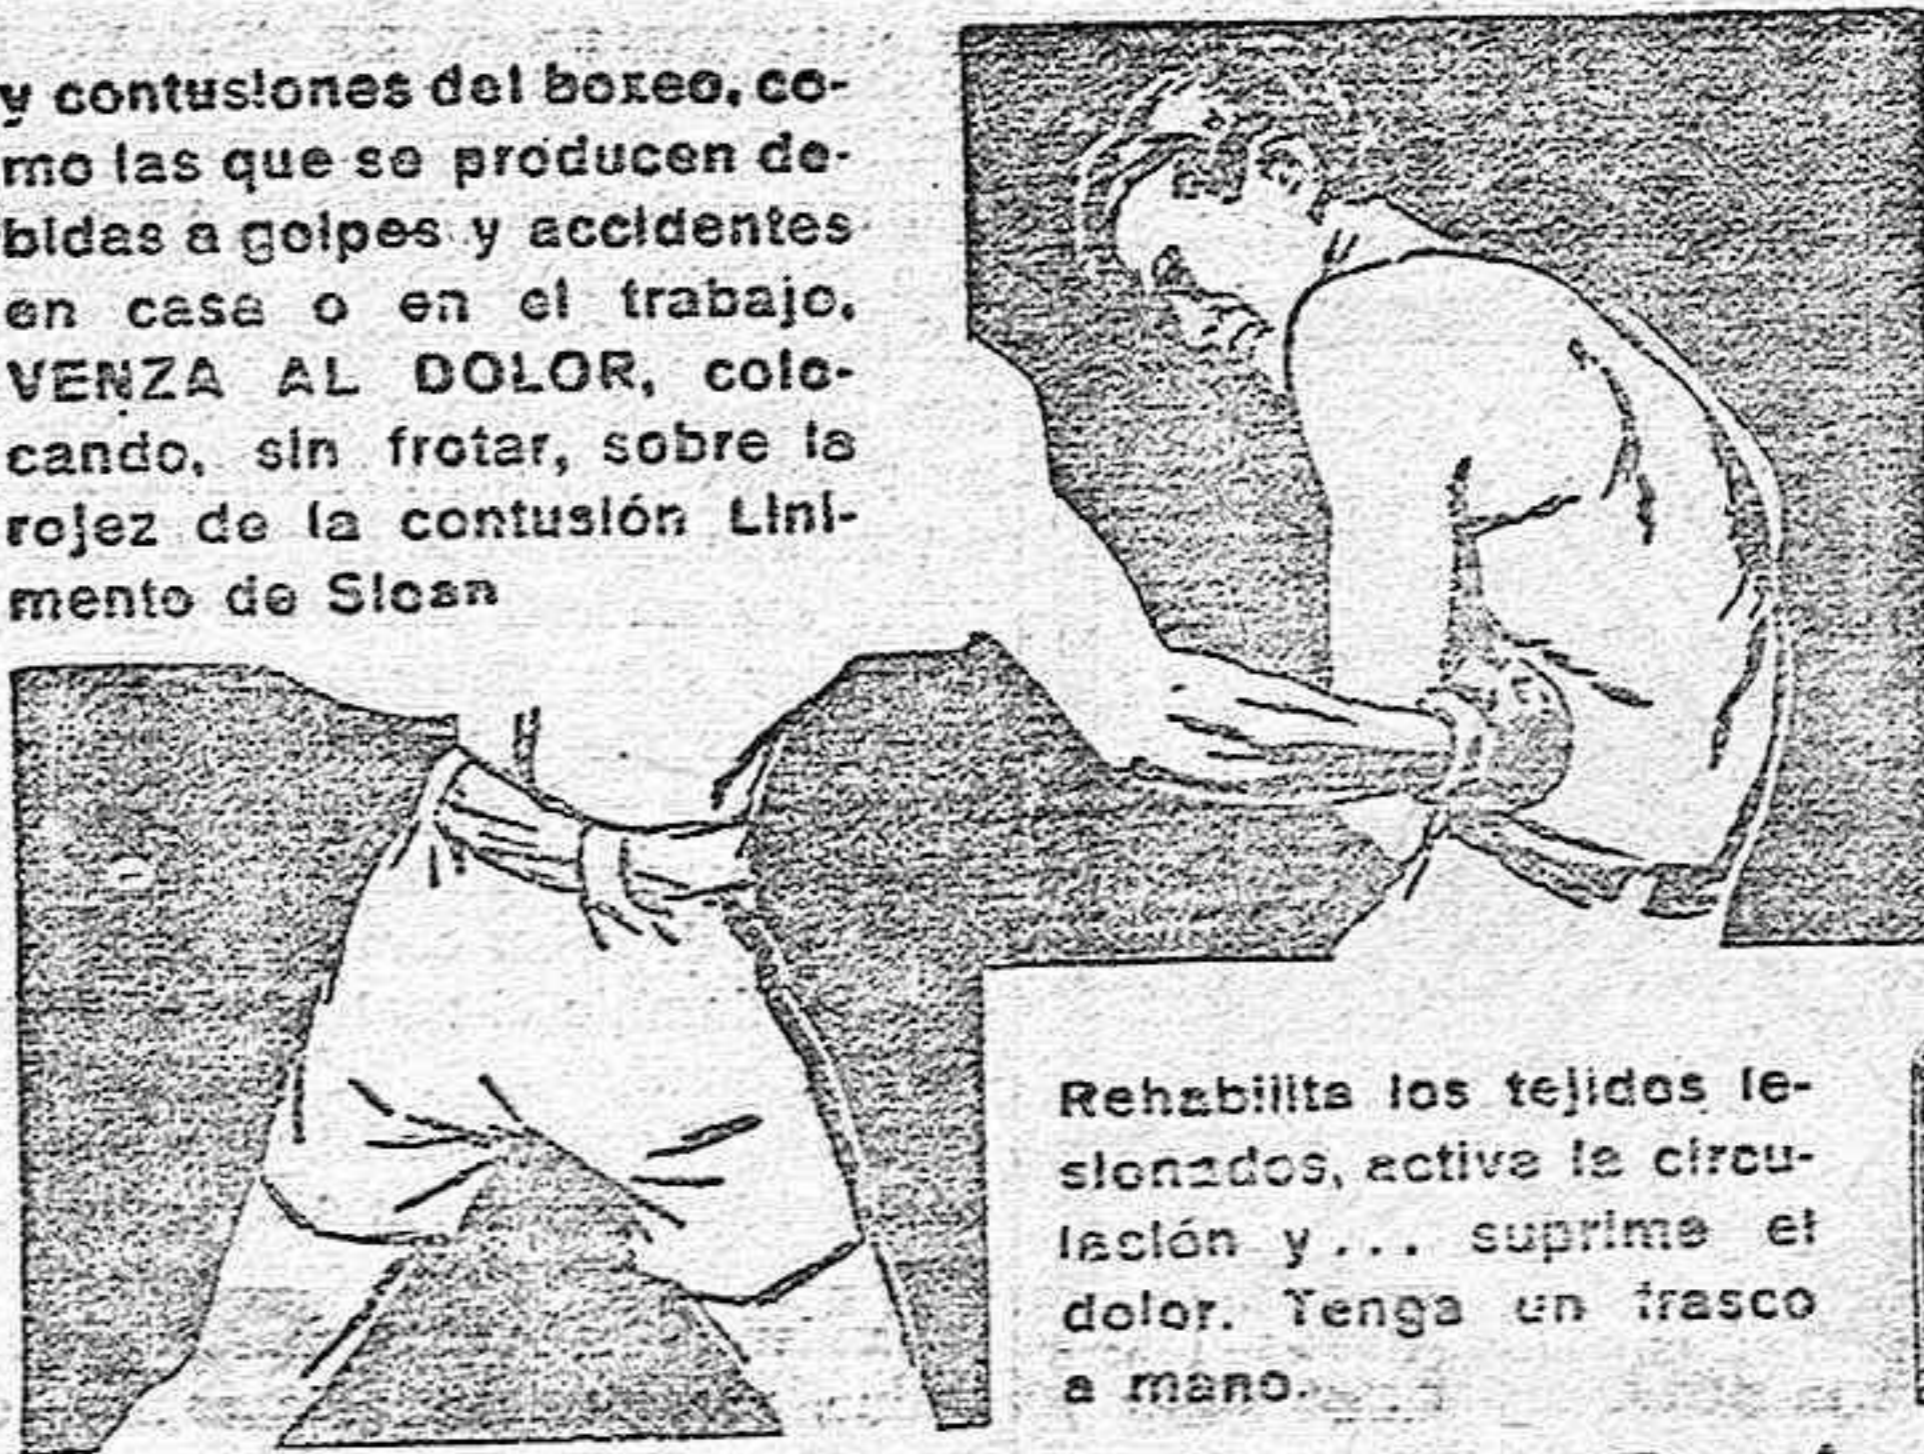 y contusiones del boxeo, co-
mo las que se producen de-
bidas a golpes y accidentes
en casa o en el trabajo.
VENZA AL DOLOR, colo-
cando, sin frotar, sobre la
rojez de la contusión Lini-
mento de Sloan
Rehabilita los tejidos le-
sionados, activa la circu-
lación y... suprime el
dolor. Tenga un frasco
a mano.